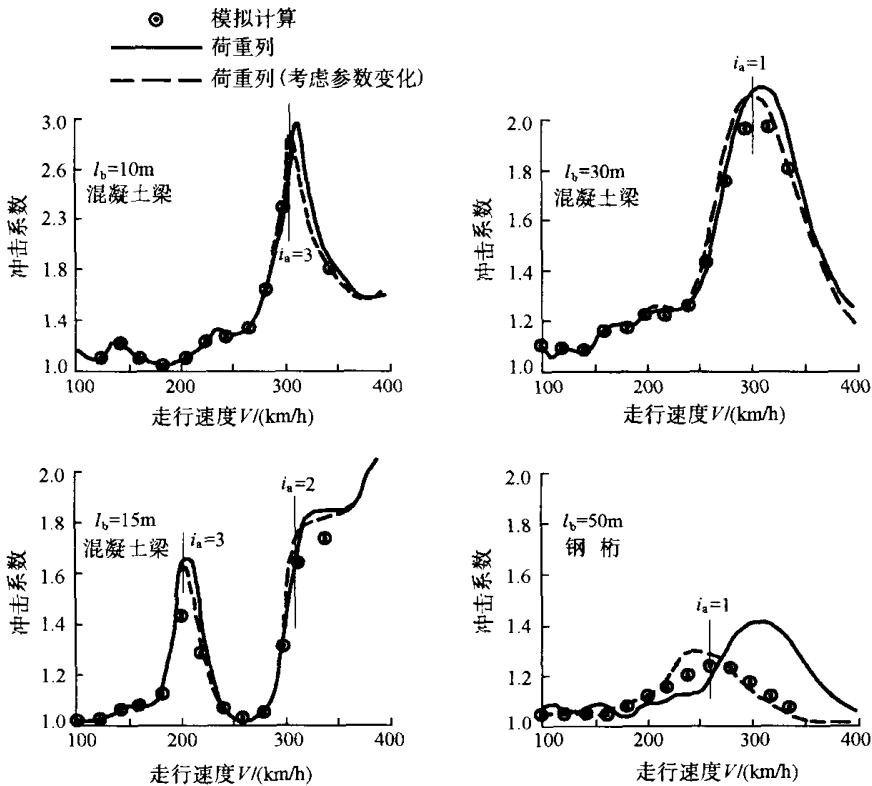 模拟计算
荷重列
荷重列(考虑参数变化)
3.0
2.6
2.3
1.8
1.4
1.0
冲击系数
l_b=10m
混凝土梁
i_a=3
100
200
300
400
走行速度V/(km/h)
2.0
1.8
1.6
1.4
1.2
1.0
冲击系数
l_b=30m
混凝土梁
i_a=1
100
200
300
400
走行速度V/(km/h)
2.0
1.8
1.6
1.4
1.2
1.0
冲击系数
l_b=15m
混凝土梁
i_a=3
i_a=2
100
200
300
400
走行速度V/(km/h)
2.0
1.8
1.6
1.4
1.2
1.0
冲击系数
l_b=50m
钢 桁
i_a=1
100
200
300
400
走行速度V/(km/h)